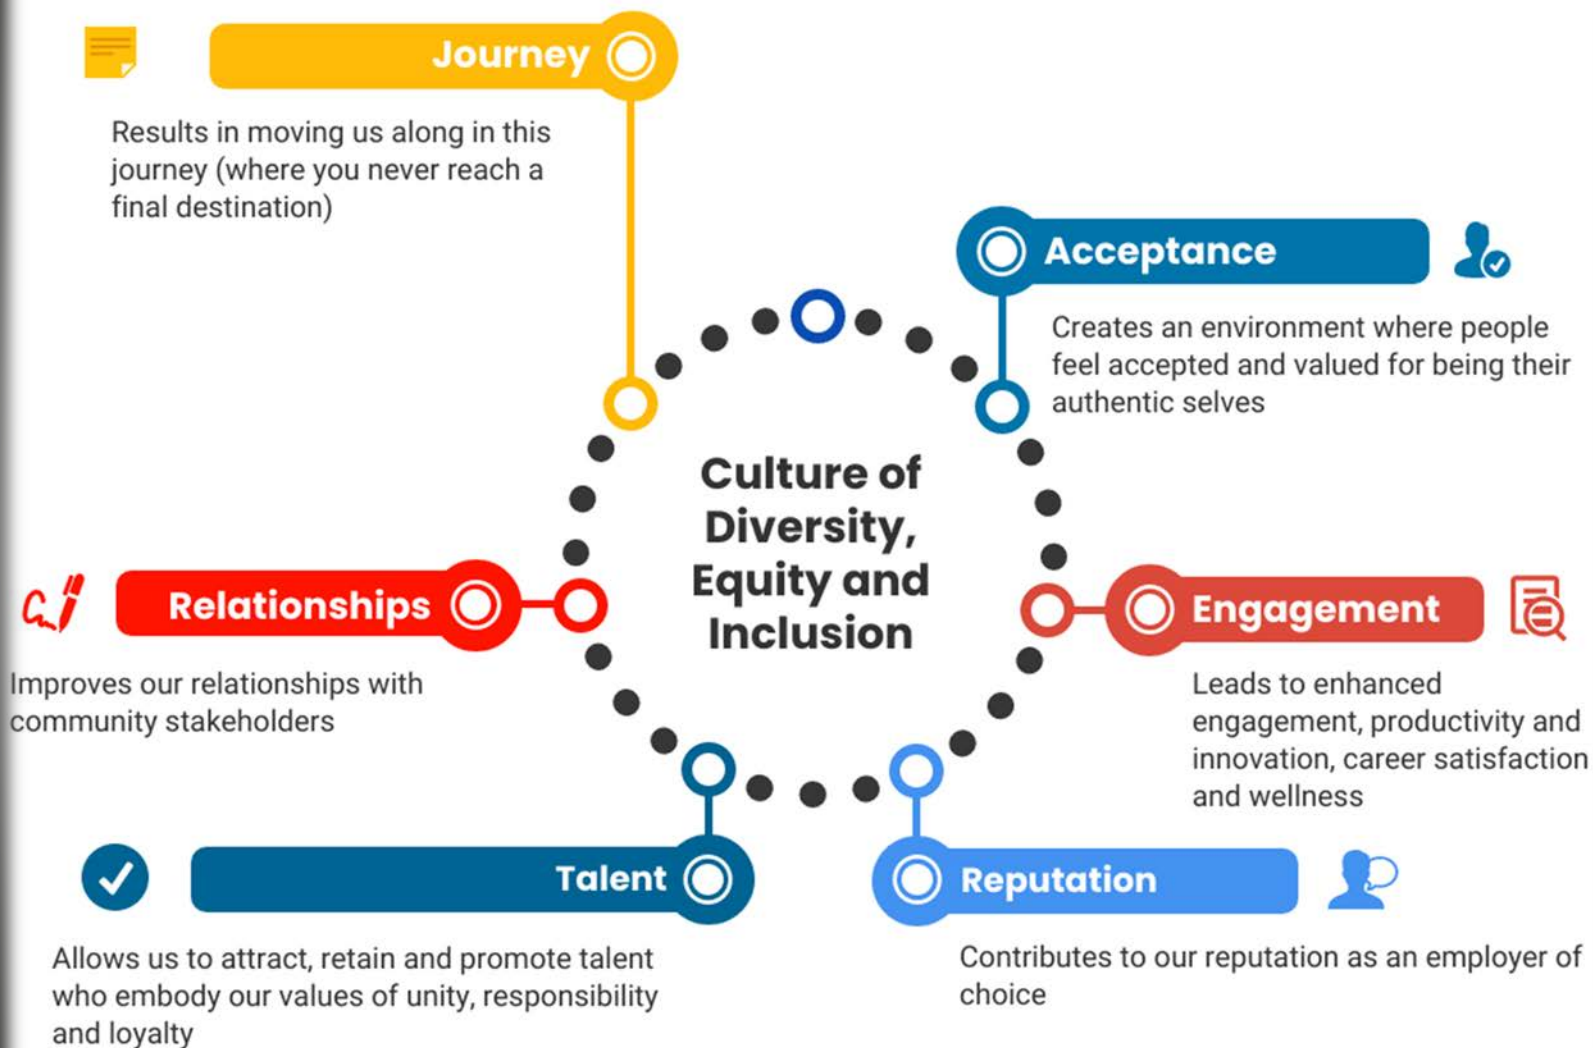 Journey
Results in moving us along in this
journey (where you never reach a
final destination)
Acceptance
Creates an environment where people
feel accepted and valued for being their
authentic selves
Culture of
Diversity,
Equity and
Inclusion
Relationships
Improves our relationships with
community stakeholders
Engagement
Leads to enhanced
engagement, productivity and
innovation, career satisfaction
and wellness
Talent
Allows us to attract, retain and promote talent
who embody our values of unity, responsibility
and loyalty
Reputation
Contributes to our reputation as an employer of
choice